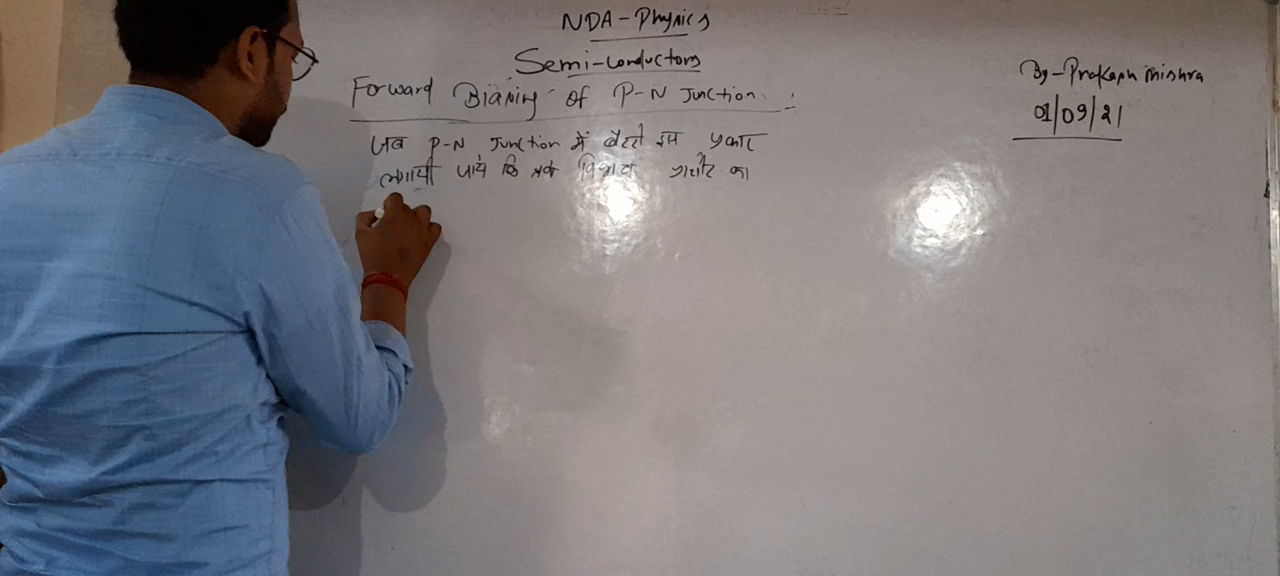 NDA-Physics
Semi-Conductors
Forward Biasing of P-N Junction :
By-Prakash Mishra
01/09/21
जब P-N Junction में बैटरी इस प्रकार
लगायी जाये कि विभव का